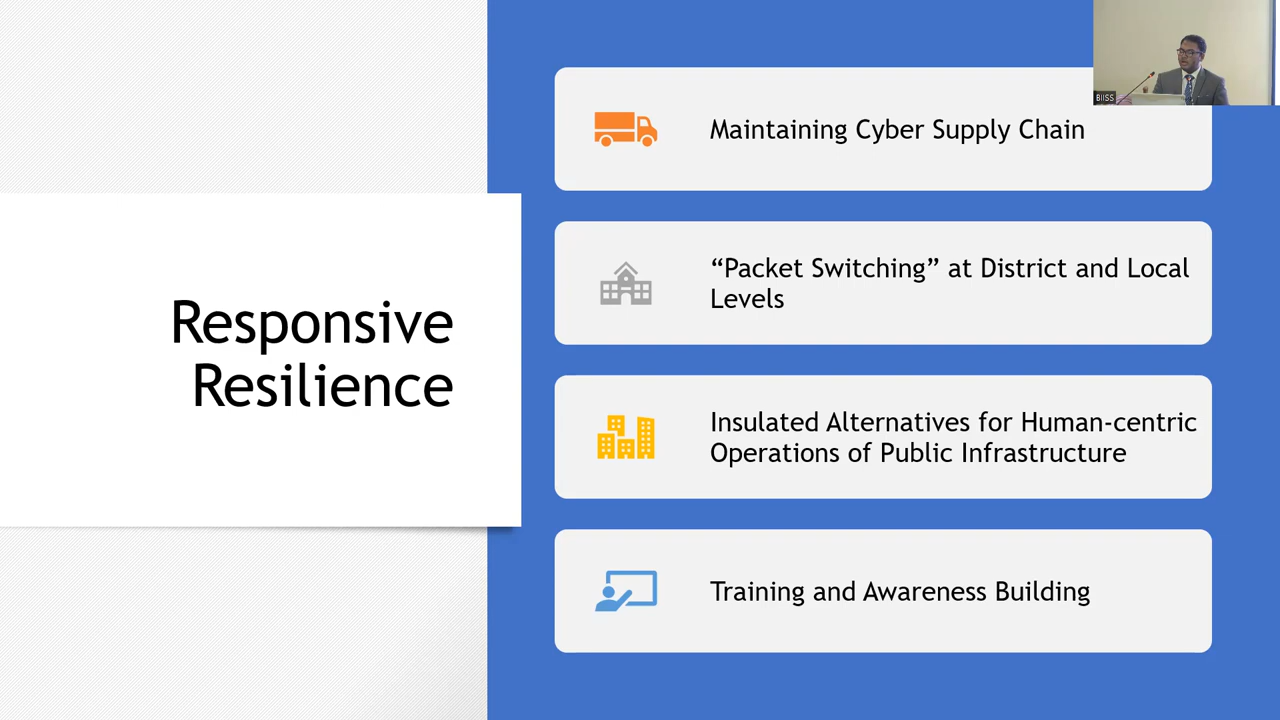 Responsive
Resilience
Maintaining Cyber Supply Chain
“Packet Switching” at District and Local
Levels
Insulated Alternatives for Human-centric
Operations of Public Infrastructure
Training and Awareness Building
BIISS